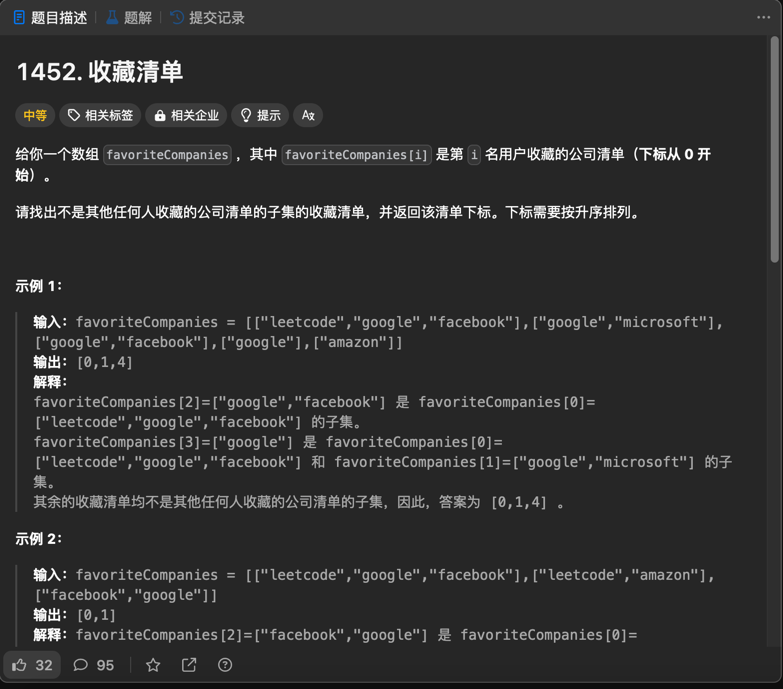 题目描述 题解 提交记录
1452. 收藏清单
中等 相关标签 相关企业 提示 Aあ
给你一个数组 favoriteCompanies ，其中 favoriteCompanies[i] 是第 i 名用户收藏的公司清单（下标从 0 开
始）。
请找出不是其他任何人收藏的公司清单的子集的收藏清单，并返回该清单下标。下标需要按升序排列。
示例 1：
输入：favoriteCompanies = [["leetcode","google","facebook"],["google","microsoft"],
["google","facebook"],["google"],["amazon"]]
输出：[0,1,4]
解释：
favoriteCompanies[2]=["google","facebook"] 是 favoriteCompanies[0]=
["leetcode","google","facebook"] 的子集。
favoriteCompanies[3]=["google"] 是 favoriteCompanies[0]=
["leetcode","google","facebook"] 和 favoriteCompanies[1]=["google","microsoft"] 的子
集。
其余的收藏清单均不是其他任何人收藏的公司清单的子集，因此，答案为 [0,1,4] 。
示例 2：
输入：favoriteCompanies = [["leetcode","google","facebook"],["leetcode","amazon"],
["facebook","google"]]
输出：[0,1]
解释：favoriteCompanies[2]=["facebook","google"] 是 favoriteCompanies[0]=
32 95